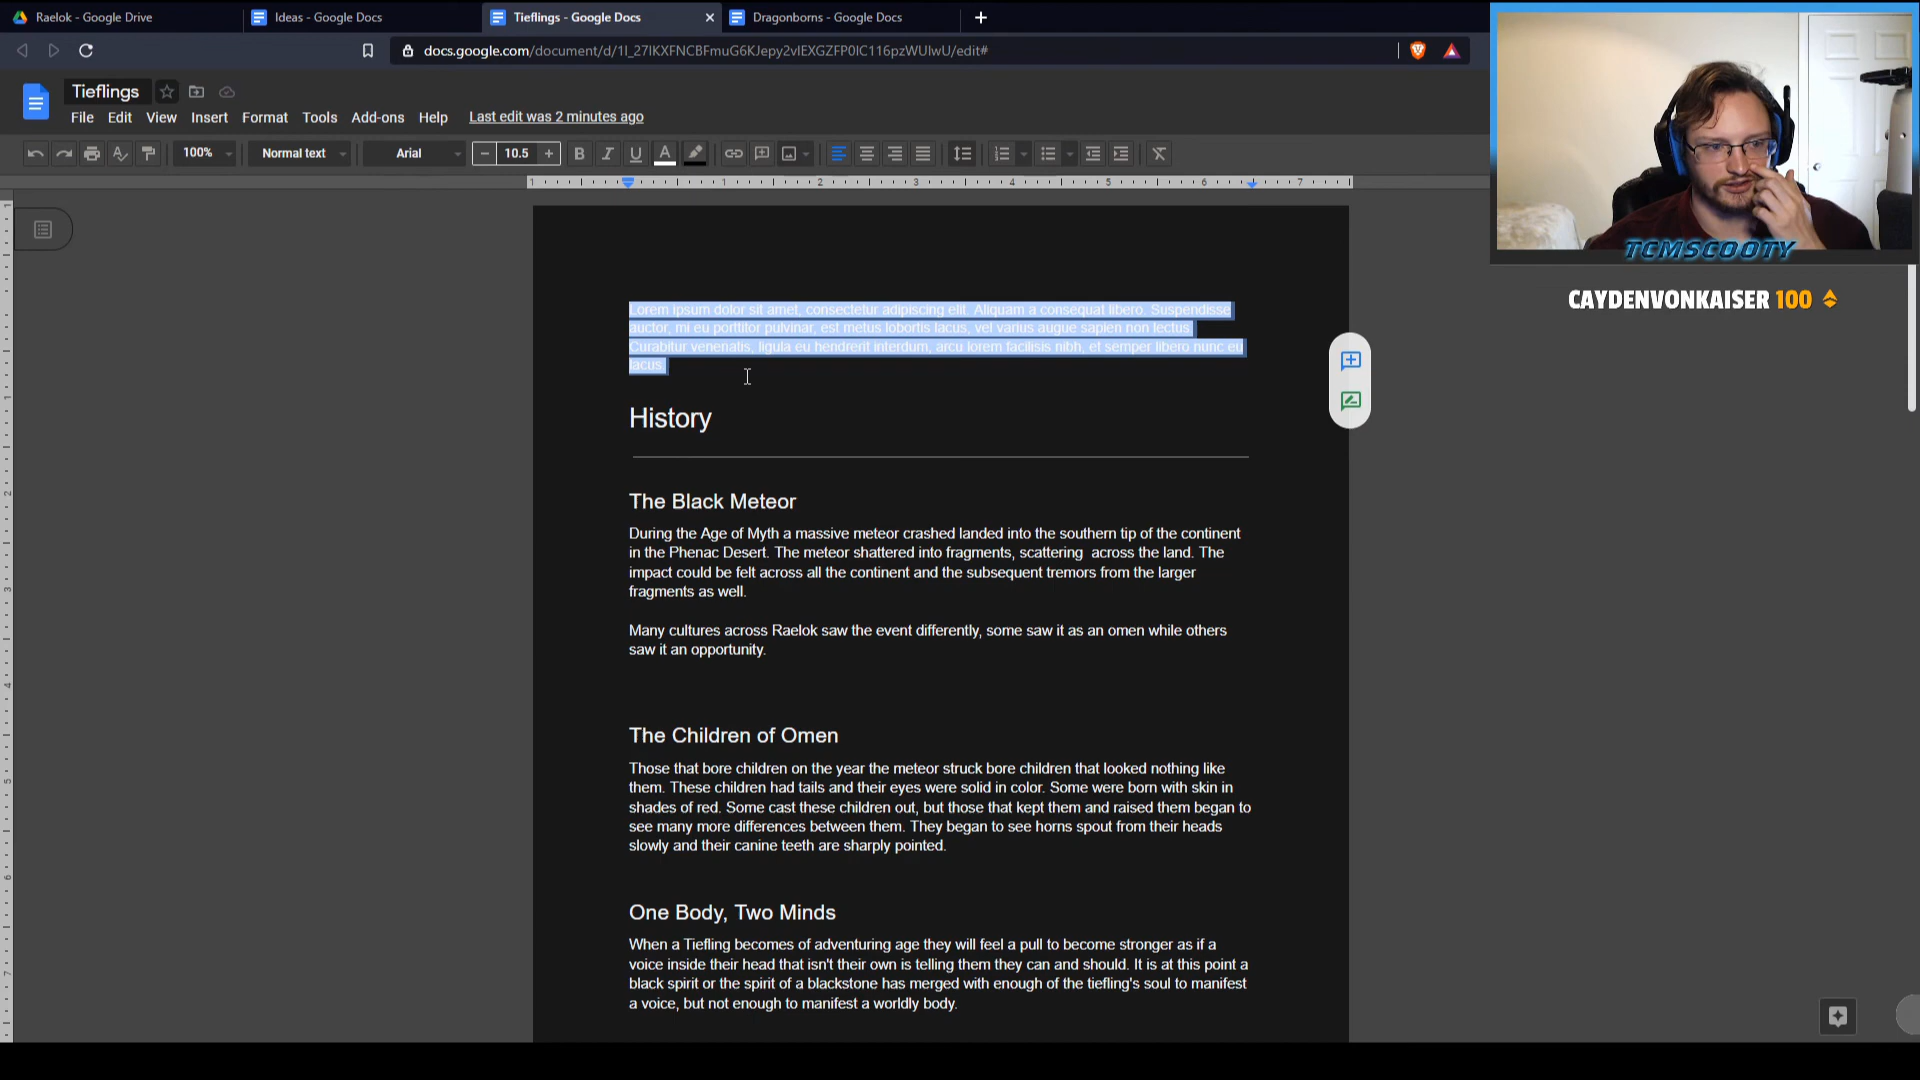 Raelok - Google Drive
Ideas - Google Docs
Tieflings - Google Docs
Dragonborns - Google Docs
docs.google.com/document/d/1I_27IKXFNCBFmuG6KJepy2vIEXGZFP0IC116pzWUIwU/edit#
Tieflings
File Edit View Insert Format Tools Add-ons Help Last edit was 2 minutes ago
100% Normal text Arial 10.5 B I U A
1 1 2 3 4 5 6 7
TCMSCOOTY
CAYDENVONKAISER 100
Lorem ipsum dolor sit amet, consectetur adipiscing elit. Aliquam a consequat libero. Suspendisse
auctor, mi eu porttitor pulvinar, est metus lobortis lacus, vel varius augue sapien non lectus.
Curabitur venenatis, ligula eu hendrerit interdum, arcu lorem facilisis nibh, et semper libero nunc eu
lacus.
History
The Black Meteor
During the Age of Myth a massive meteor crashed landed into the southern tip of the continent
in the Phenac Desert. The meteor shattered into fragments, scattering  across the land. The
impact could be felt across all the continent and the subsequent tremors from the larger
fragments as well.
Many cultures across Raelok saw the event differently, some saw it as an omen while others
saw it an opportunity.
The Children of Omen
Those that bore children on the year the meteor struck bore children that looked nothing like
them. These children had tails and their eyes were solid in color. Some were born with skin in
shades of red. Some cast these children out, but those that kept them and raised them began to
see many more differences between them. They began to see horns spout from their heads
slowly and their canine teeth are sharply pointed.
One Body, Two Minds
When a Tiefling becomes of adventuring age they will feel a pull to become stronger as if a
voice inside their head that isn't their own is telling them they can and should. It is at this point a
black spirit or the spirit of a blackstone has merged with enough of the tiefling's soul to manifest
a voice, but not enough to manifest a worldly body.